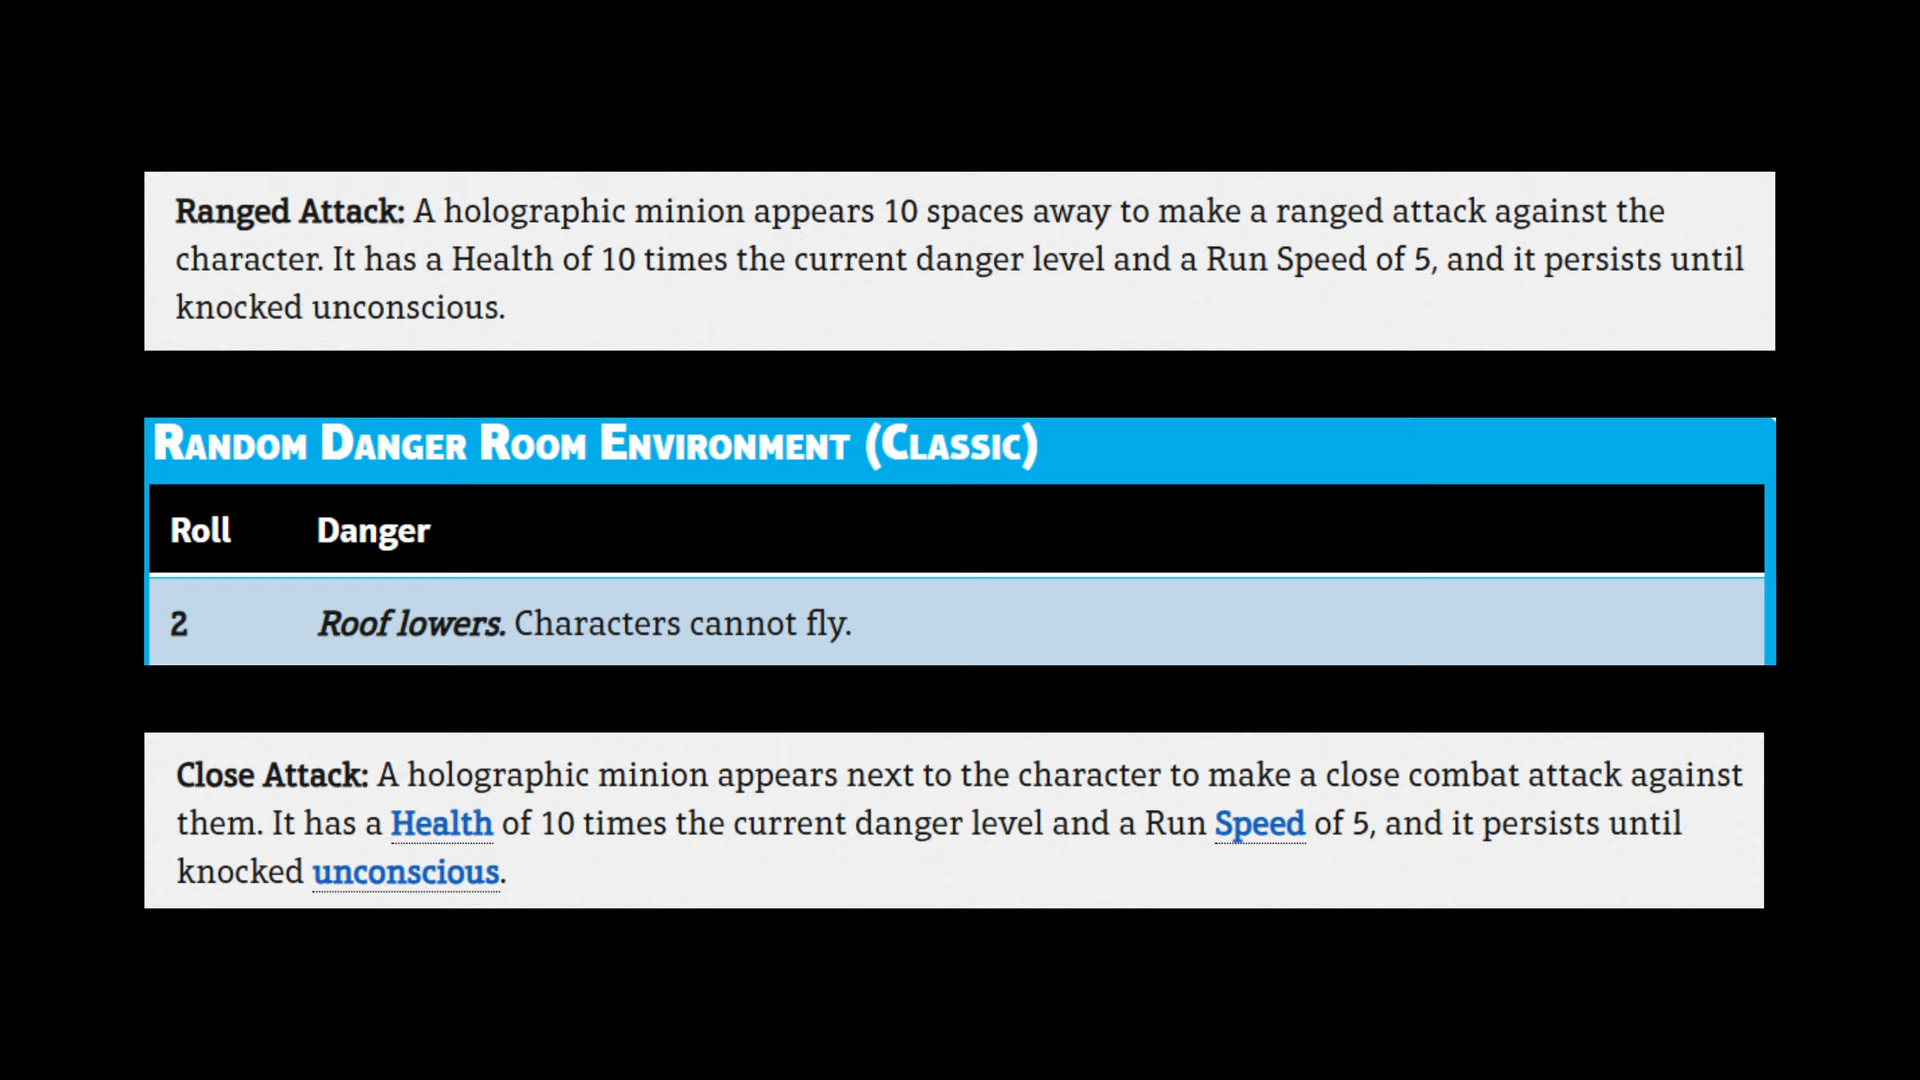 Ranged Attack: A holographic minion appears 10 spaces away to make a ranged attack against the
character. It has a Health of 10 times the current danger level and a Run Speed of 5, and it persists until
knocked unconscious.
Random Danger Room Environment (Classic)
Roll Danger
2 Roof lowers. Characters cannot fly.
Close Attack: A holographic minion appears next to the character to make a close combat attack against
them. It has a Health of 10 times the current danger level and a Run Speed of 5, and it persists until
knocked unconscious.